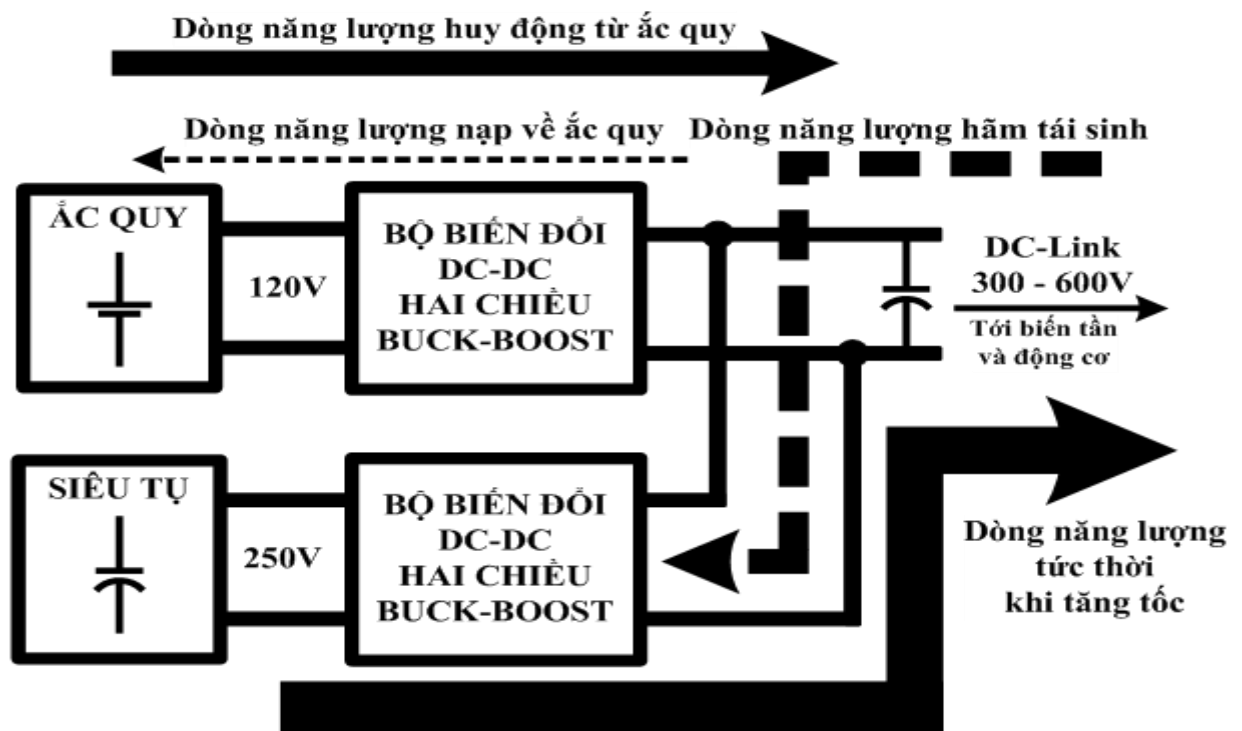 Dòng năng lượng huy động từ ắc quy
Dòng năng lượng nạp về ắc quy
Dòng năng lượng hãm tái sinh
ẮC QUY
120V
BỘ BIẾN ĐỔI
DC-DC
HAI CHIỀU
BUCK-BOOST
DC-Link
300 - 600V
Tới biến tần
và động cơ
SIÊU TỤ
250V
BỘ BIẾN ĐỔI
DC-DC
HAI CHIỀU
BUCK-BOOST
Dòng năng lượng
tức thời
khi tăng tốc